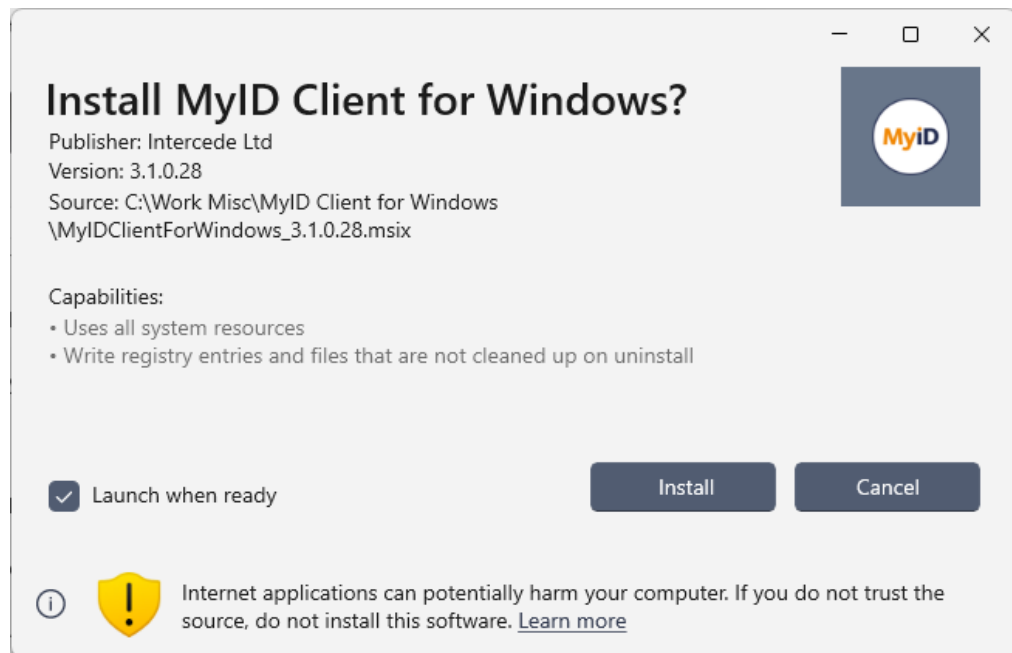 Install MyID Client for Windows?
MyiD
Publisher: Intercede Ltd
Version: 3.1.0.28
Source: C:\Work Misc\MyID Client for Windows
\MyIDClientForWindows_3.1.0.28.msix
Capabilities:
• Uses all system resources
• Write registry entries and files that are not cleaned up on uninstall
Launch when ready
Install
Cancel
Internet applications can potentially harm your computer. If you do not trust the
source, do not install this software. Learn more